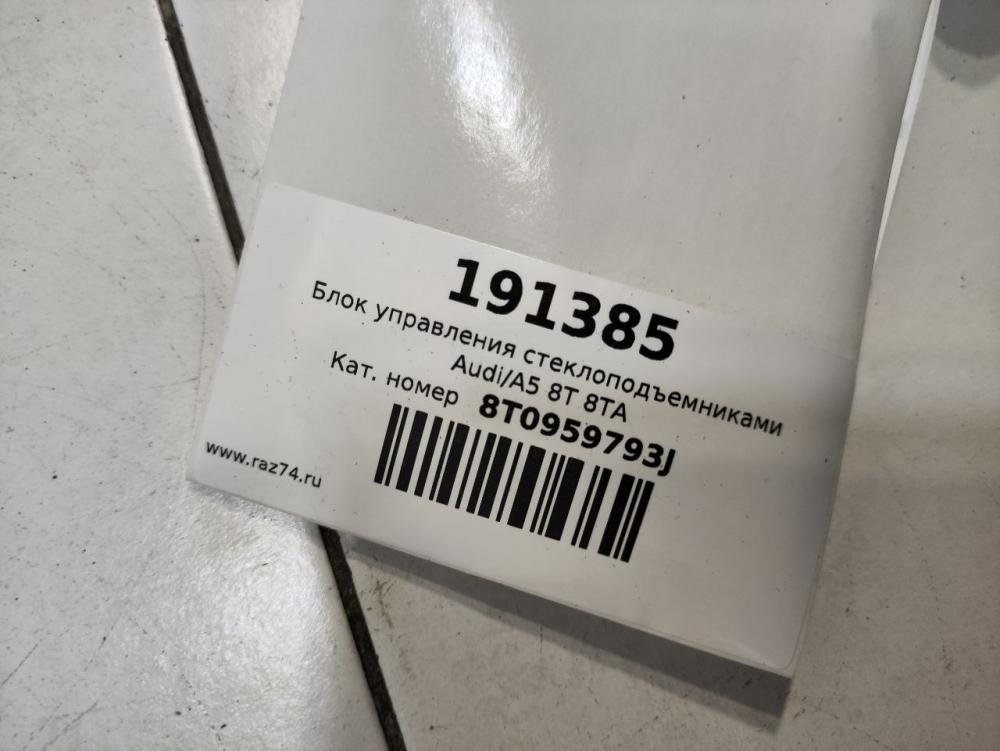 191385
Блок управления стеклоподъемниками
Audi/A5 8T 8TA
Кат. номер 8T0959793J
www.raz74.ru